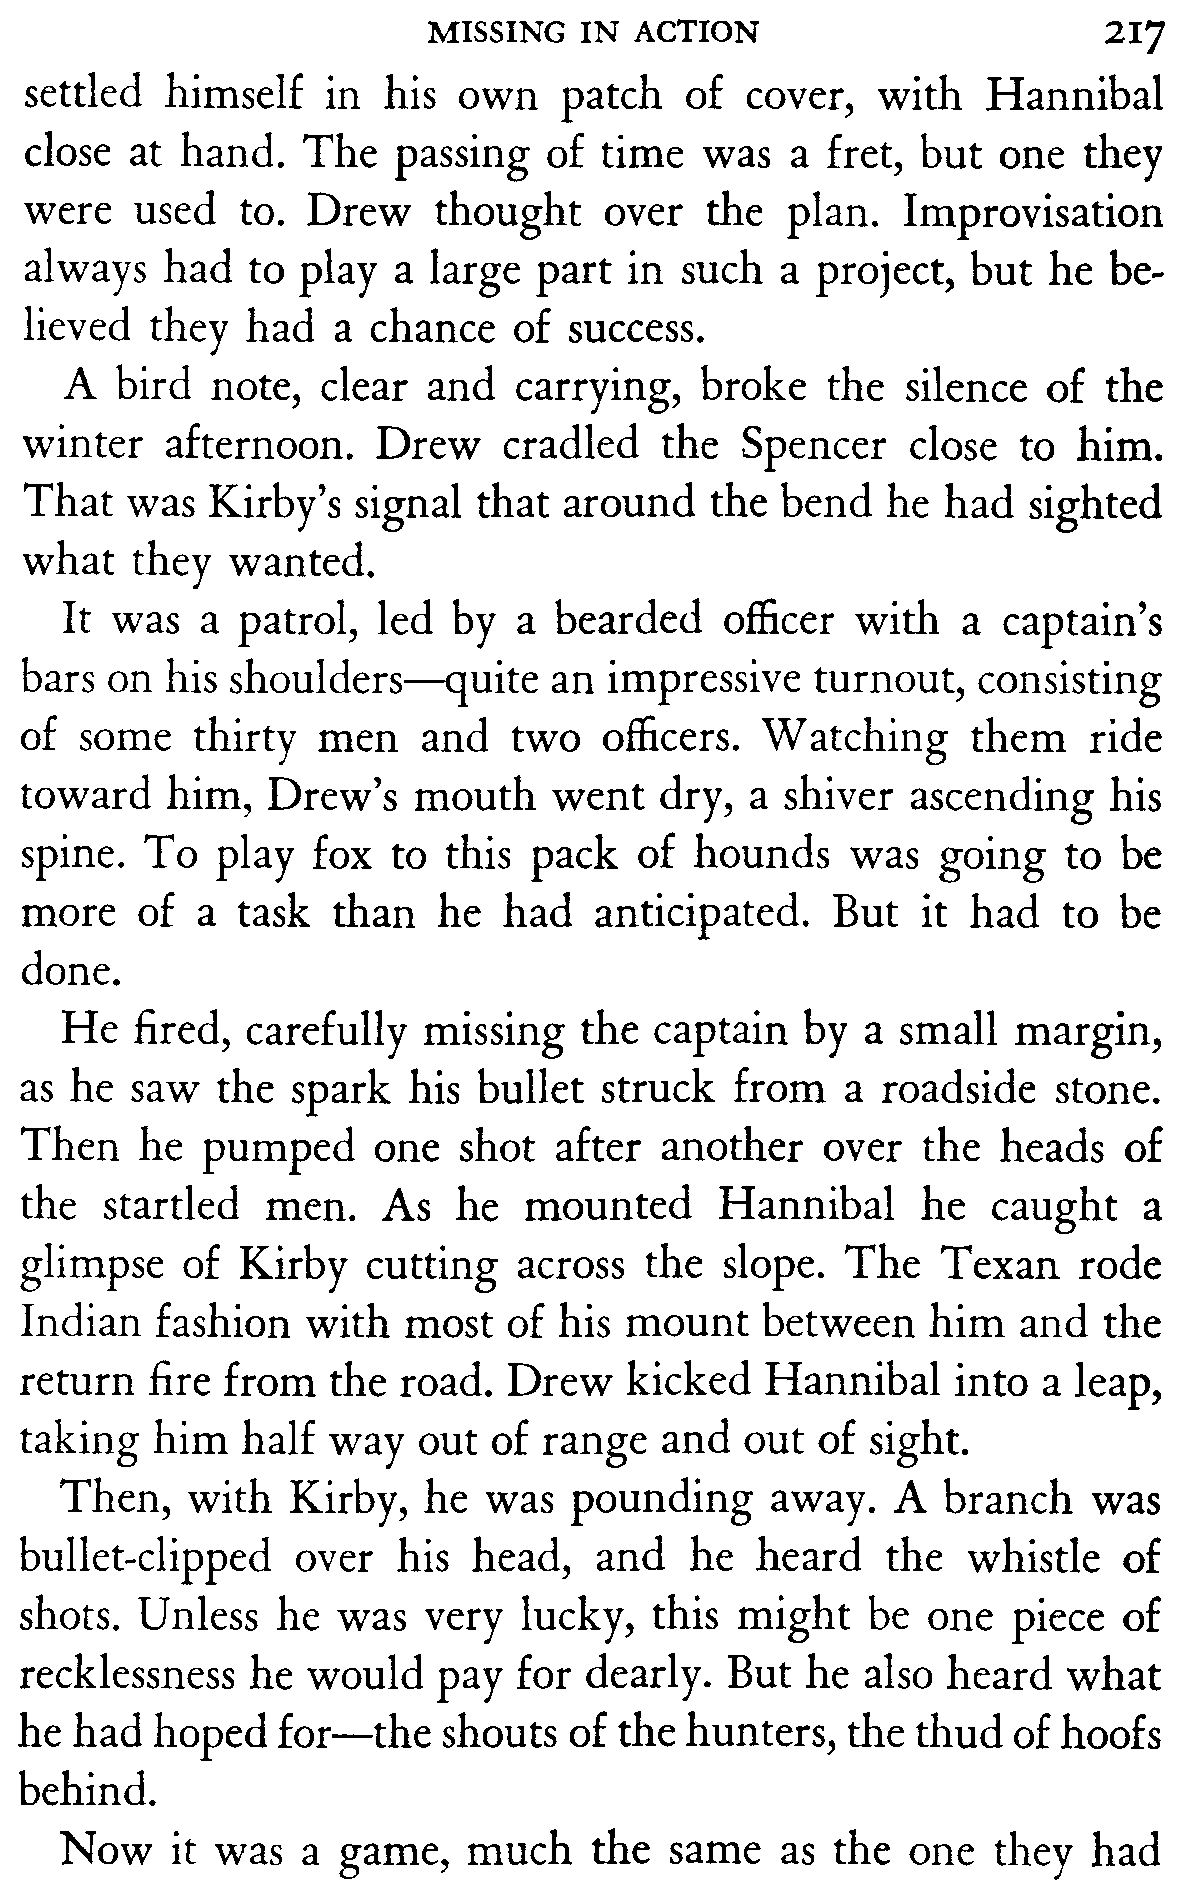 MISSING IN ACTION 217
settled himself in his own patch of cover, with Hannibal
close at hand. The passing of time was a fret, but one they
were used to. Drew thought over the plan. Improvisation
always had to play a large part in such a project, but he be-
lieved they had a chance of success.
A bird note, clear and carrying, broke the silence of the
winter afternoon. Drew cradled the Spencer close to him.
That was Kirby's signal that around the bend he had sighted
what they wanted.
It was a patrol, led by a bearded officer with a captain's
bars on his shoulders—quite an impressive turnout, consisting
of some thirty men and two officers. Watching them ride
toward him, Drew's mouth went dry, a shiver ascending his
spine. To play fox to this pack of hounds was going to be
more of a task than he had anticipated. But it had to be
done.
He fired, carefully missing the captain by a small margin,
as he saw the spark his bullet struck from a roadside stone.
Then he pumped one shot after another over the heads of
the startled men. As he mounted Hannibal he caught a
glimpse of Kirby cutting across the slope. The Texan rode
Indian fashion with most of his mount between him and the
return fire from the road. Drew kicked Hannibal into a leap,
taking him half way out of range and out of sight.
Then, with Kirby, he was pounding away. A branch was
bullet-clipped over his head, and he heard the whistle of
shots. Unless he was very lucky, this might be one piece of
recklessness he would pay for dearly. But he also heard what
he had hoped for—the shouts of the hunters, the thud of hoofs
behind.
Now it was a game, much the same as the one they had